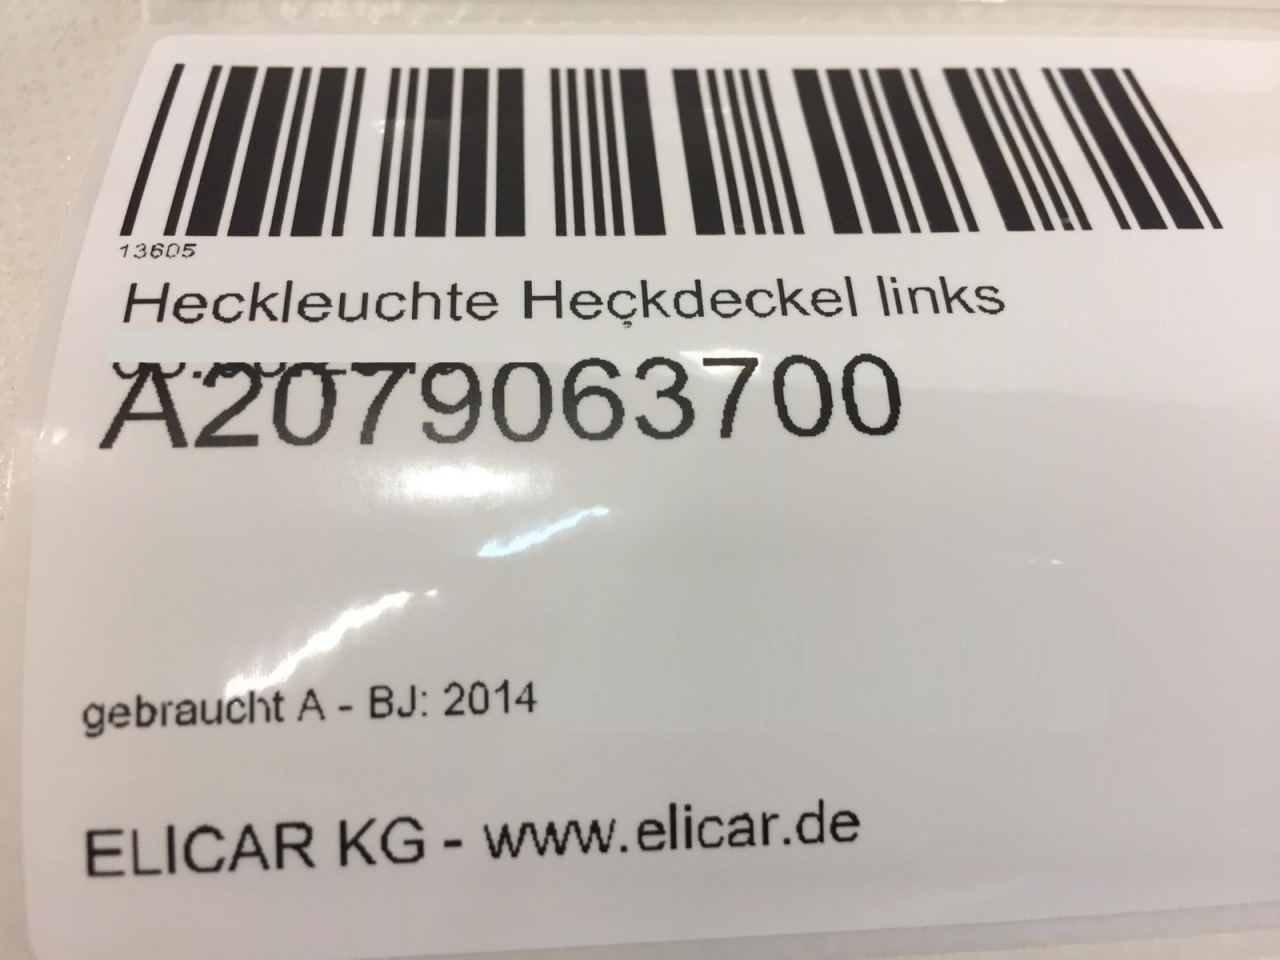 13605
Heckleuchte Heckdeckel links
A2079063700
gebraucht A - BJ: 2014
ELICAR KG - www.elicar.de